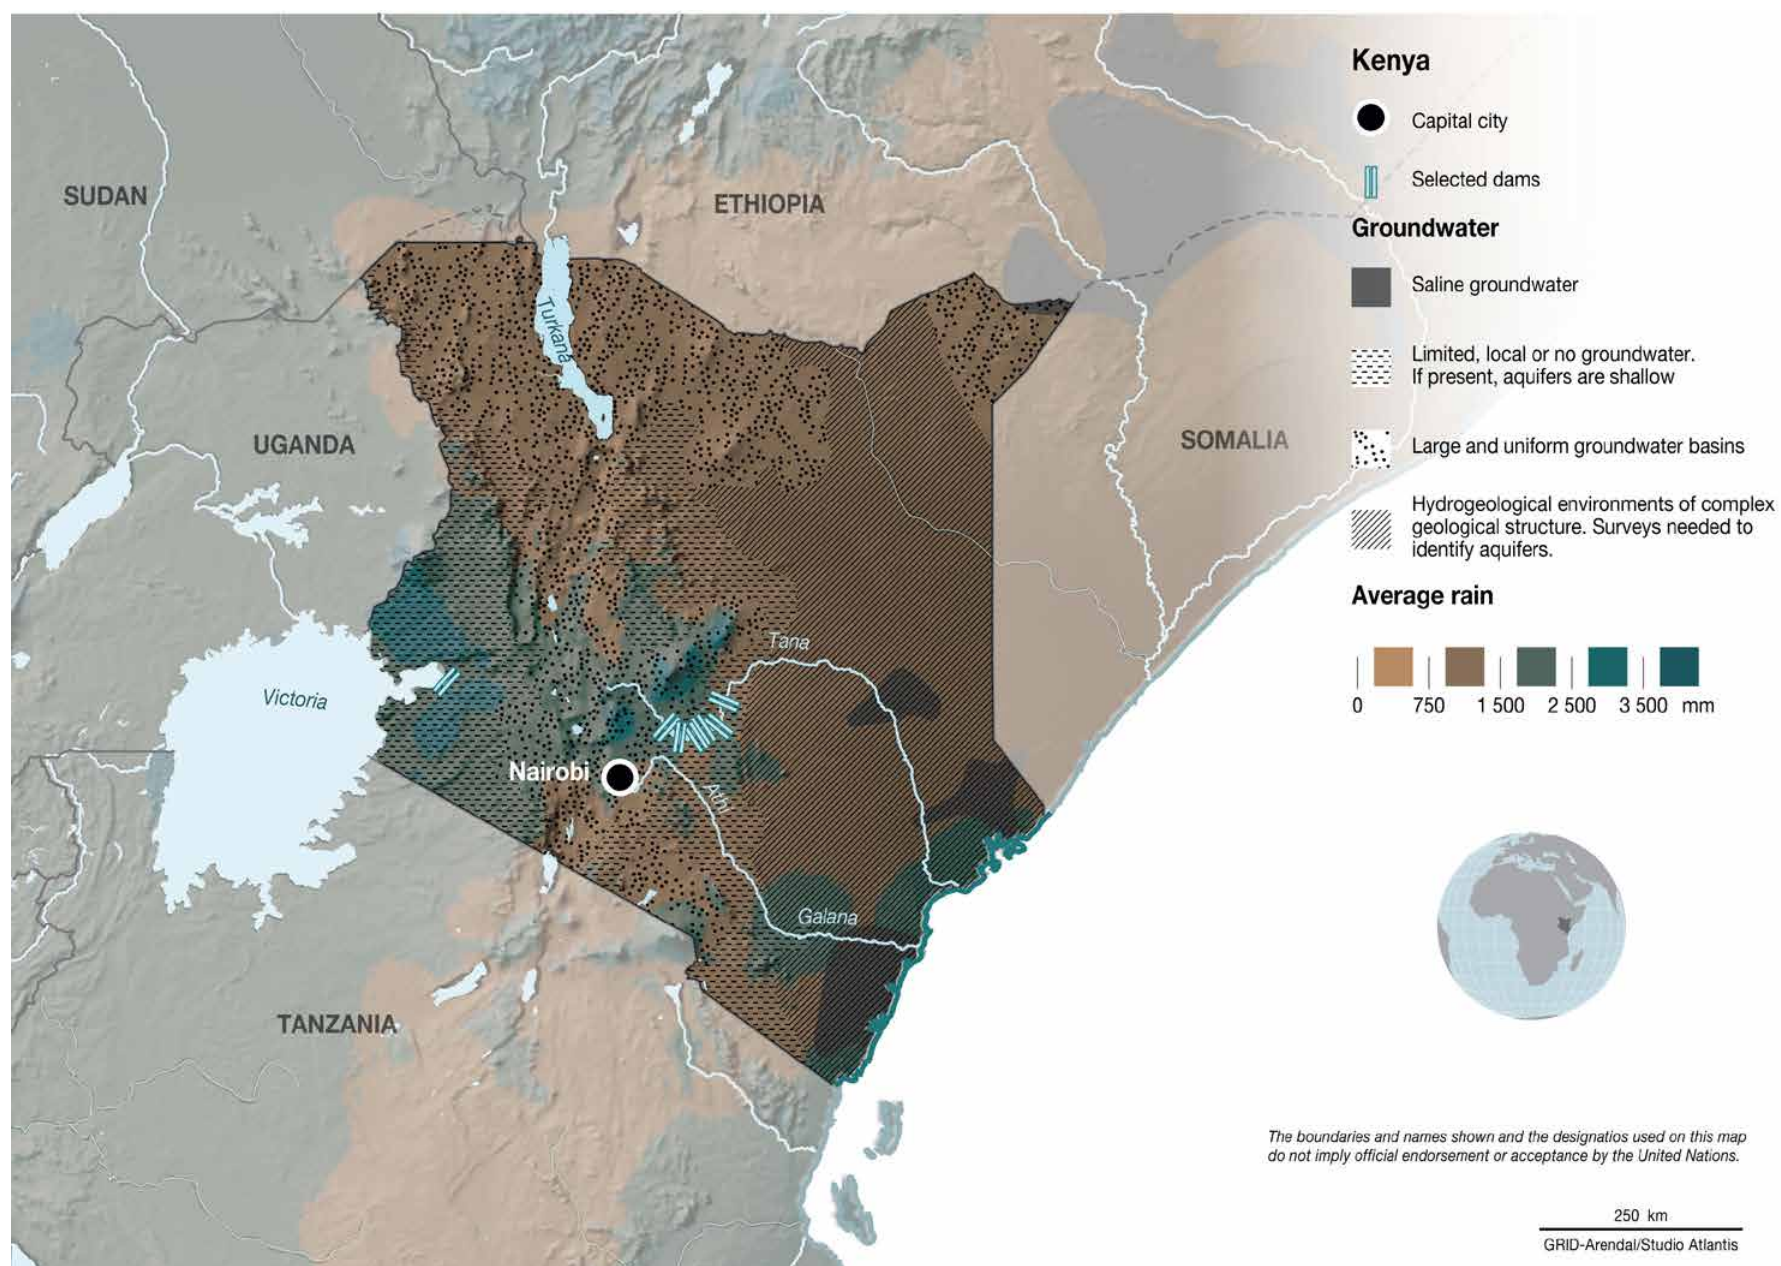 Kenya
Capital city
Selected dams
Groundwater
Saline groundwater
Limited, local or no groundwater.
If present, aquifers are shallow
Large and uniform groundwater basins
Hydrogeological environments of complex
geological structure. Surveys needed to
identify aquifers.
Average rain
0 750 1 500 2 500 3 500 mm
SUDAN
ETHIOPIA
Turkana
UGANDA
SOMALIA
Tana
Victoria
Nairobi
Athi
Galana
TANZANIA
The boundaries and names shown and the designatios used on this map
do not imply official endorsement or acceptance by the United Nations.
250 km
GRID-Arendal/Studio Atlantis